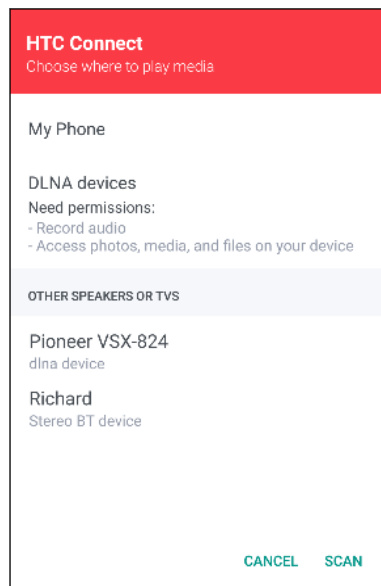 HTC Connect
Choose where to play media
My Phone
DLNA devices
Need permissions:
- Record audio
- Access photos, media, and files on your device
OTHER SPEAKERS OR TVS
Pioneer VSX-824
dlna device
Richard
Stereo BT device
CANCEL SCAN